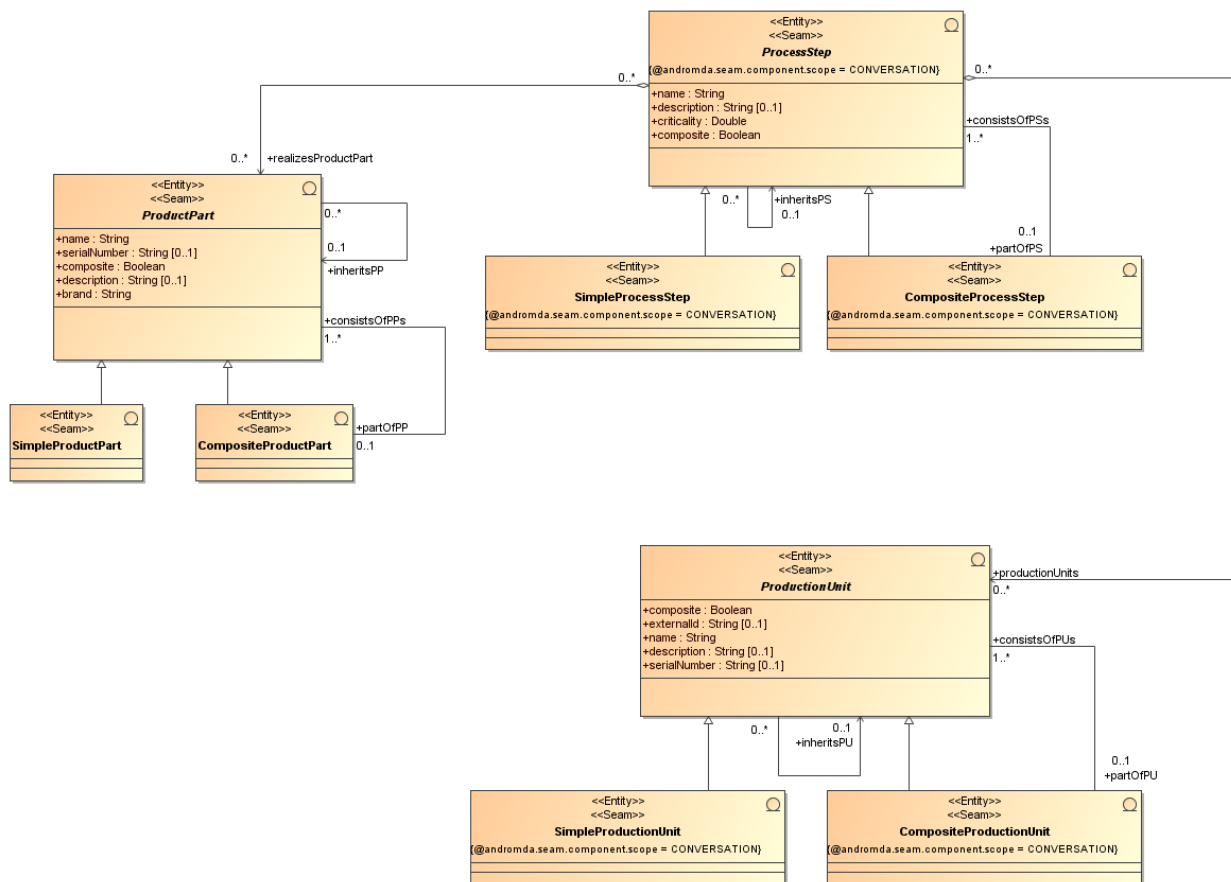 <<Entity>>
<<Seam>>
ProcessStep
{@andromda.seam.component.scope = CONVERSATION}
+name : String
+description : String [0..1]
+criticality : Double
+composite : Boolean
0..*
0..*
+consistsOfPSs
1..*
0..*
+inheritsPS
0..1
0..1
+partOfPS
0..*
+realizesProductPart
<<Entity>>
<<Seam>>
ProductPart
+name : String
+serialNumber : String [0..1]
+composite : Boolean
+description : String [0..1]
+brand : String
0..*
0..1
+inheritsPP
+consistsOfPPs
1..*
<<Entity>>
<<Seam>>
SimpleProcessStep
{@andromda.seam.component.scope = CONVERSATION}
<<Entity>>
<<Seam>>
CompositeProcessStep
{@andromda.seam.component.scope = CONVERSATION}
<<Entity>>
<<Seam>>
SimpleProductPart
<<Entity>>
<<Seam>>
CompositeProductPart
+partOfPP
0..1
<<Entity>>
<<Seam>>
ProductionUnit
+composite : Boolean
+externalId : String [0..1]
+name : String
+description : String [0..1]
+serialNumber : String [0..1]
+productionUnits
0..*
+consistsOfPUs
1..*
0..*
0..1
+inheritsPU
0..1
+partOfPU
<<Entity>>
<<Seam>>
SimpleProductionUnit
{@andromda.seam.component.scope = CONVERSATION}
<<Entity>>
<<Seam>>
CompositeProductionUnit
{@andromda.seam.component.scope = CONVERSATION}